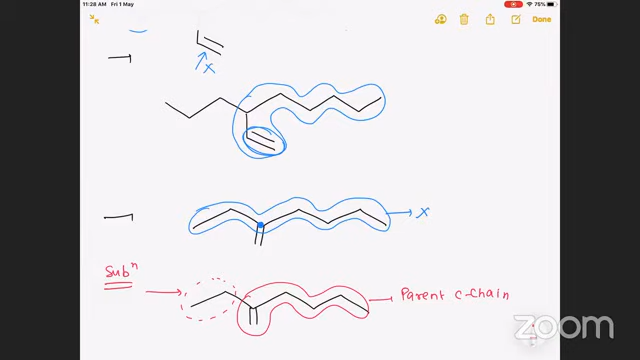 11:28 AM Fri 1 May
75%
Done
x
x
Subⁿ
Parent C-Chain
zoom